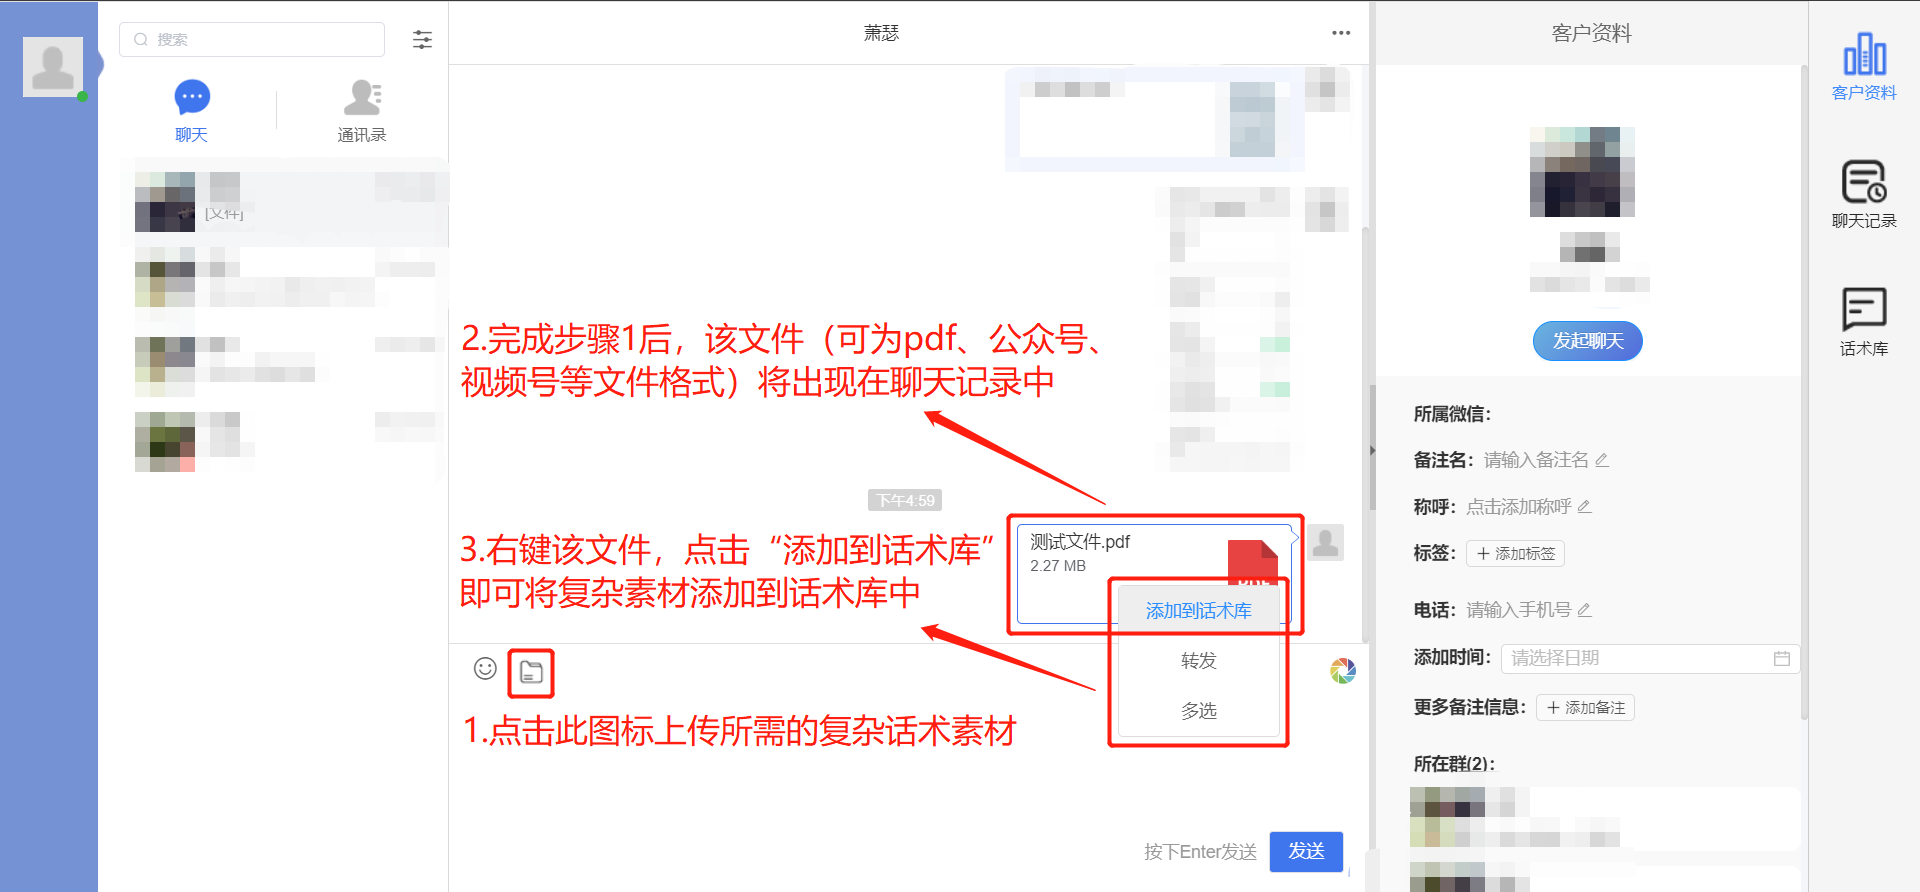 搜索
聊天
通讯录
[文件]
萧瑟
2.完成步骤1后，该文件（可为pdf、公众号、
视频号等文件格式）将出现在聊天记录中
下午4:59
3.右键该文件，点击“添加到话术库”
即可将复杂素材添加到话术库中
测试文件.pdf
2.27 MB
PDF
添加到话术库
转发
多选
1.点击此图标上传所需的复杂话术素材
按下Enter发送
发送
客户资料
发起聊天
所属微信：
备注名： 请输入备注名
称呼： 点击添加称呼
标签： 添加标签
电话： 请输入手机号
添加时间： 请选择日期
更多备注信息： 添加备注
所在群(2)：
客户资料
聊天记录
话术库